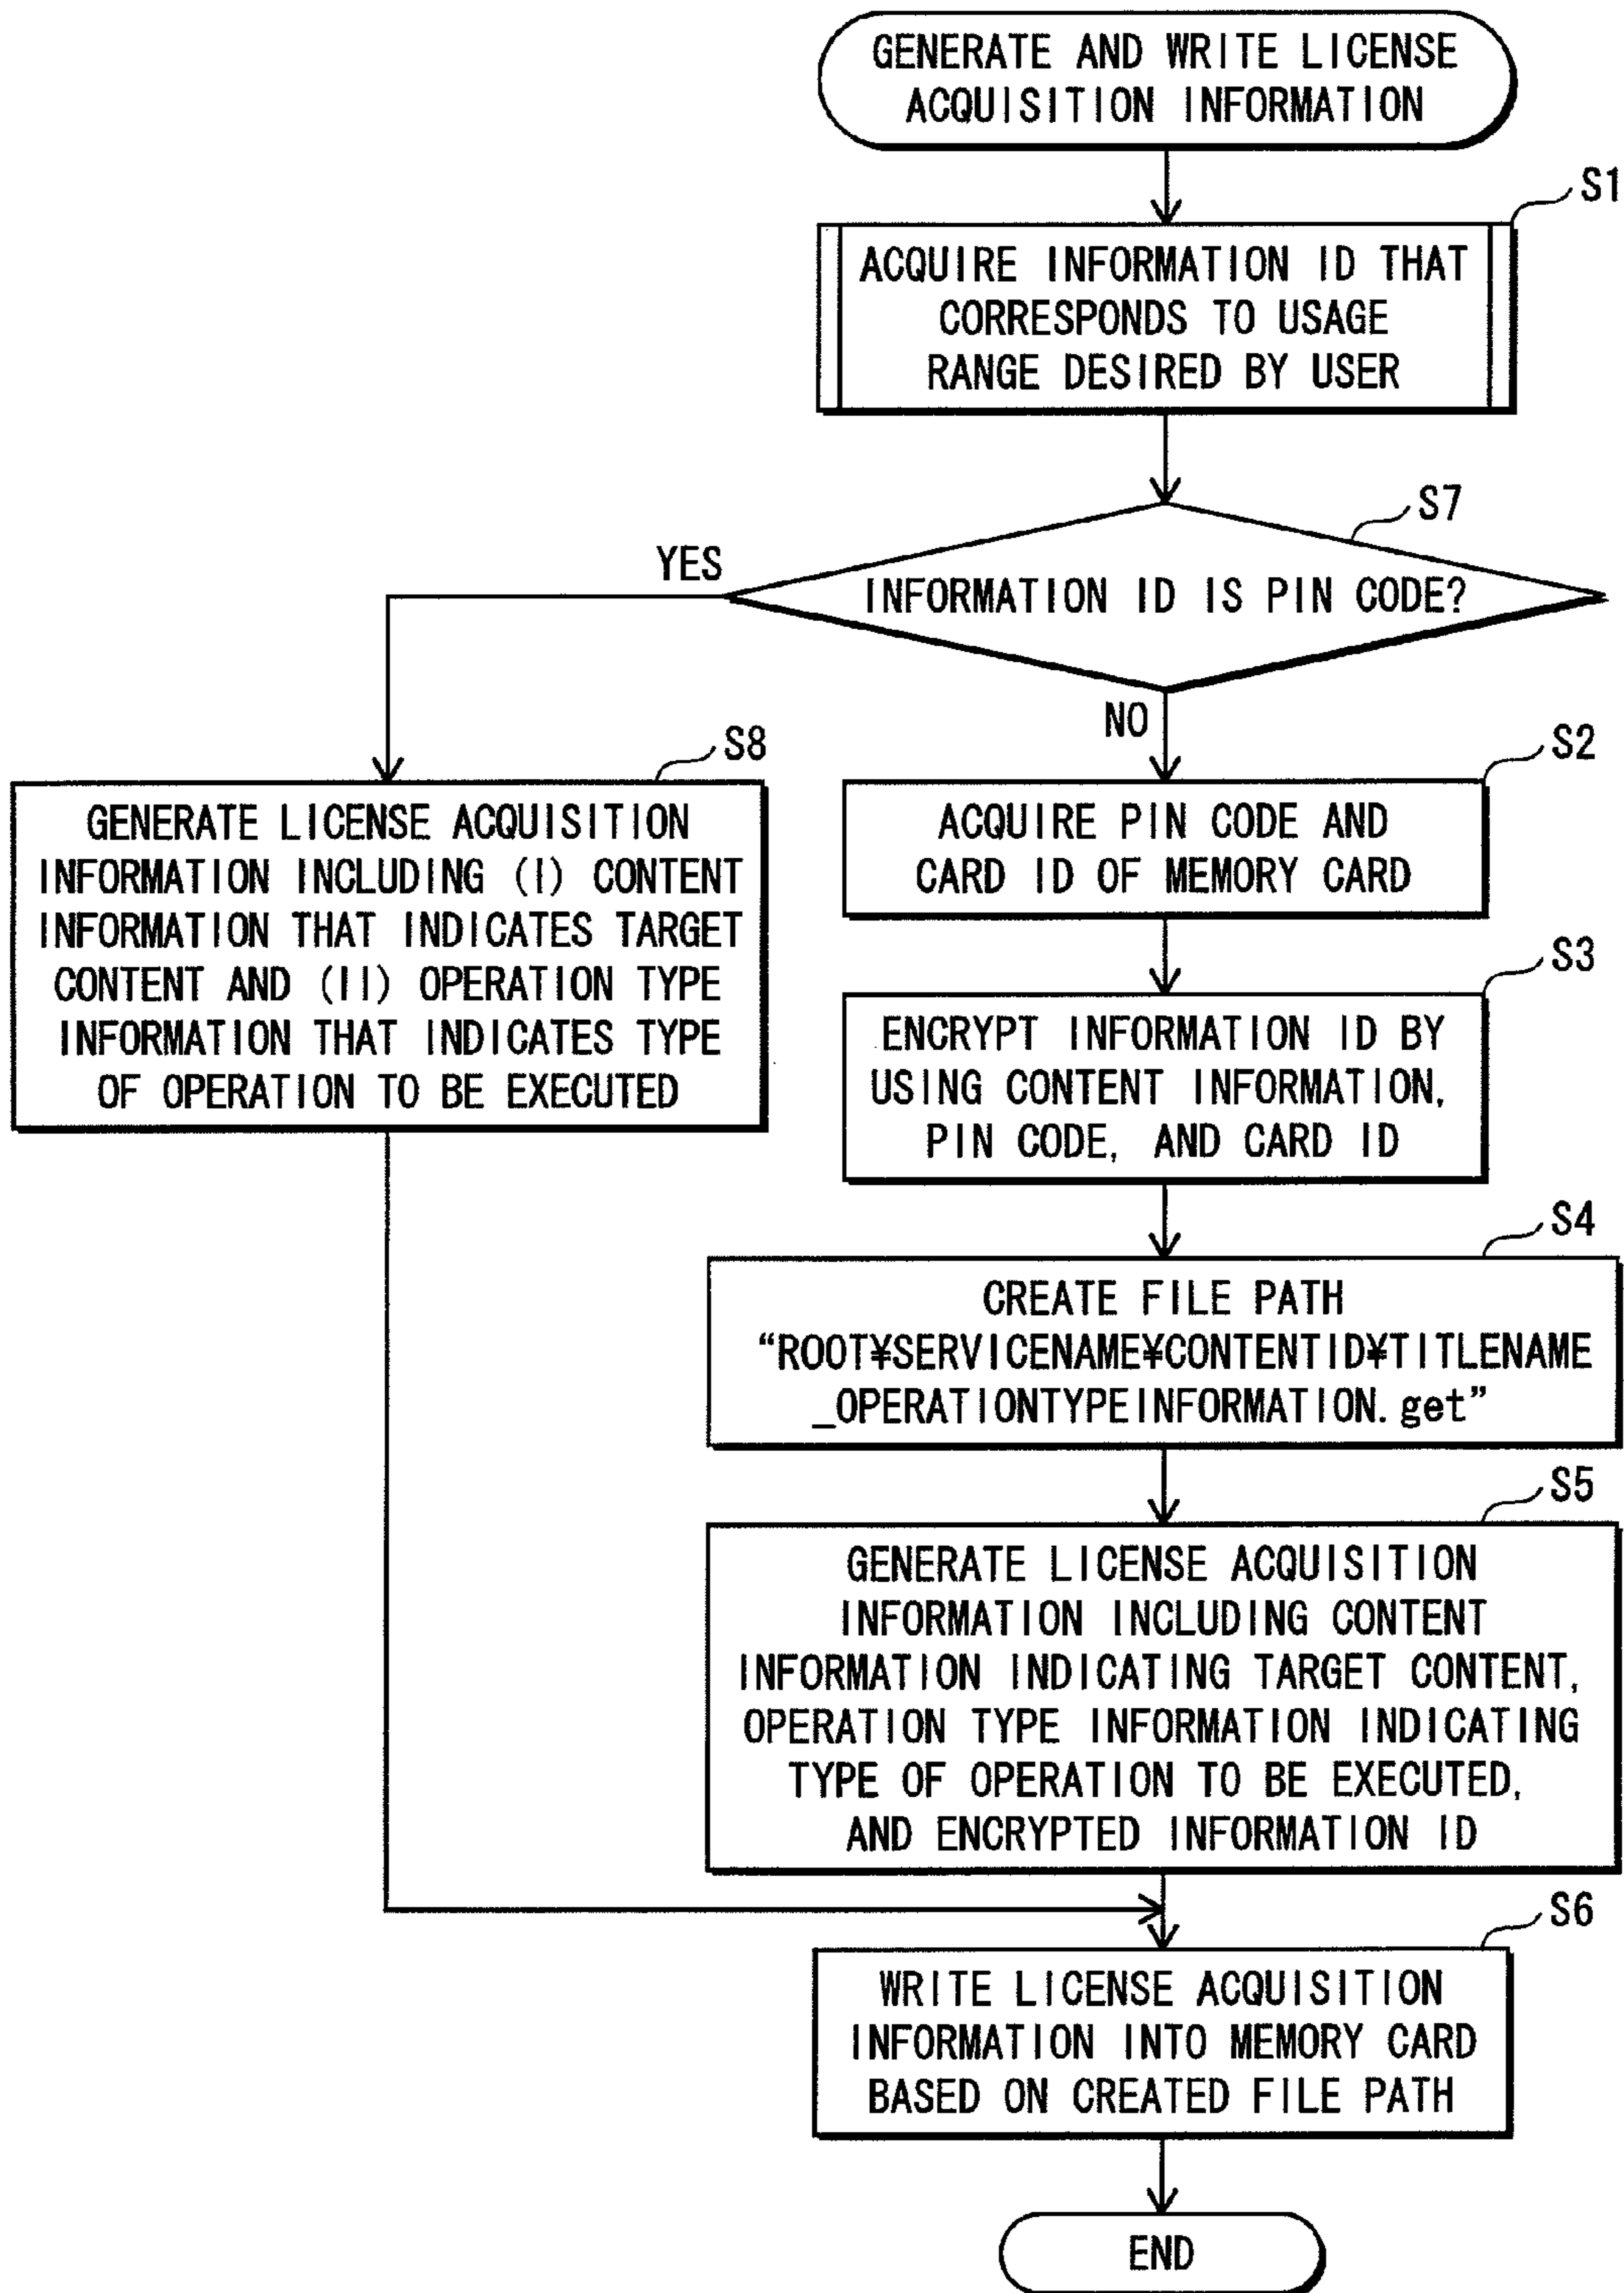 GENERATE AND WRITE LICENSE
ACQUISITION INFORMATION
S1
ACQUIRE INFORMATION ID THAT
CORRESPONDS TO USAGE
RANGE DESIRED BY USER
S7
INFORMATION ID IS PIN CODE?
YES
NO
S8
GENERATE LICENSE ACQUISITION
INFORMATION INCLUDING (I) CONTENT
INFORMATION THAT INDICATES TARGET
CONTENT AND (II) OPERATION TYPE
INFORMATION THAT INDICATES TYPE
OF OPERATION TO BE EXECUTED
S2
ACQUIRE PIN CODE AND
CARD ID OF MEMORY CARD
S3
ENCRYPT INFORMATION ID BY
USING CONTENT INFORMATION,
PIN CODE, AND CARD ID
S4
CREATE FILE PATH
“ROOT¥SERVICENAME¥CONTENTID¥TITLENAME
_OPERATIONTYPEINFORMATION.get”
S5
GENERATE LICENSE ACQUISITION
INFORMATION INCLUDING CONTENT
INFORMATION INDICATING TARGET CONTENT,
OPERATION TYPE INFORMATION INDICATING
TYPE OF OPERATION TO BE EXECUTED,
AND ENCRYPTED INFORMATION ID
S6
WRITE LICENSE ACQUISITION
INFORMATION INTO MEMORY CARD
BASED ON CREATED FILE PATH
END